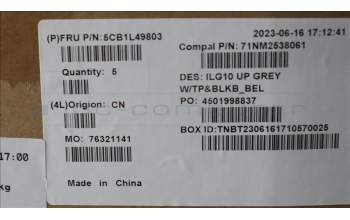 2023-06-16 17:12:41
(P)FRU P/N:5CB1L49803
Compal P/N:71NM2538061
Quantity: 5
DES: ILG10 UP GREY
W/TP&BLKB_BEL
(4L)Origion: CN
PO: 4501998837
BOX ID:TNBT2306161710570025
MO: 76321141
17:00
kg
Made in China